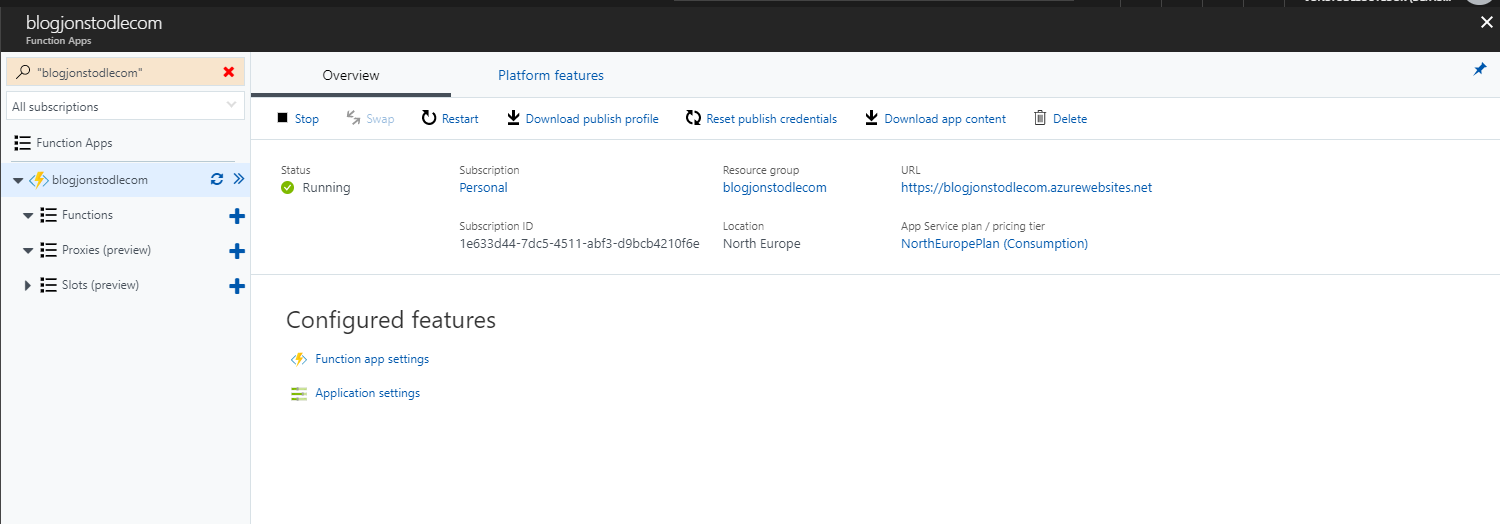 blogjonstodlecom
Function Apps
"blogjonstodlecom"
All subscriptions
Function Apps
blogjonstodlecom
Functions
Proxies (preview)
Slots (preview)
Overview
Platform features
Stop
Swap
Restart
Download publish profile
Reset publish credentials
Download app content
Delete
Status
Running
Subscription
Personal
Resource group
blogjonstodlecom
URL
https://blogjonstodlecom.azurewebsites.net
Subscription ID
1e633d44-7dc5-4511-abf3-d9bcb4210f6e
Location
North Europe
App Service plan / pricing tier
NorthEuropePlan (Consumption)
Configured features
Function app settings
Application settings